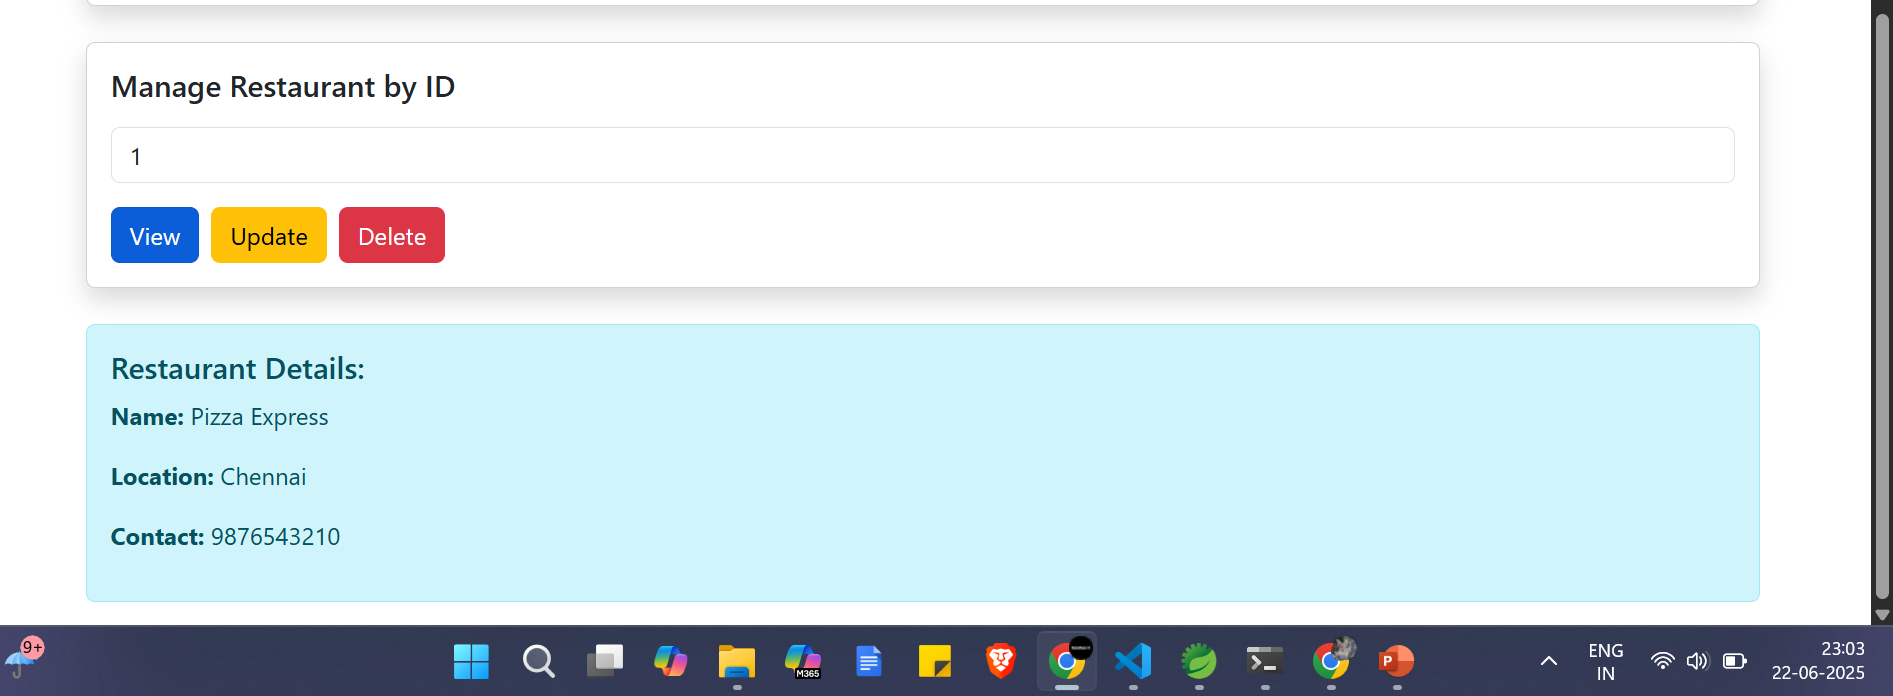 Manage Restaurant by ID
1
View Update Delete
Restaurant Details:
Name: Pizza Express
Location: Chennai
Contact: 9876543210
9+
M365
P
ENG
IN
23:03
22-06-2025